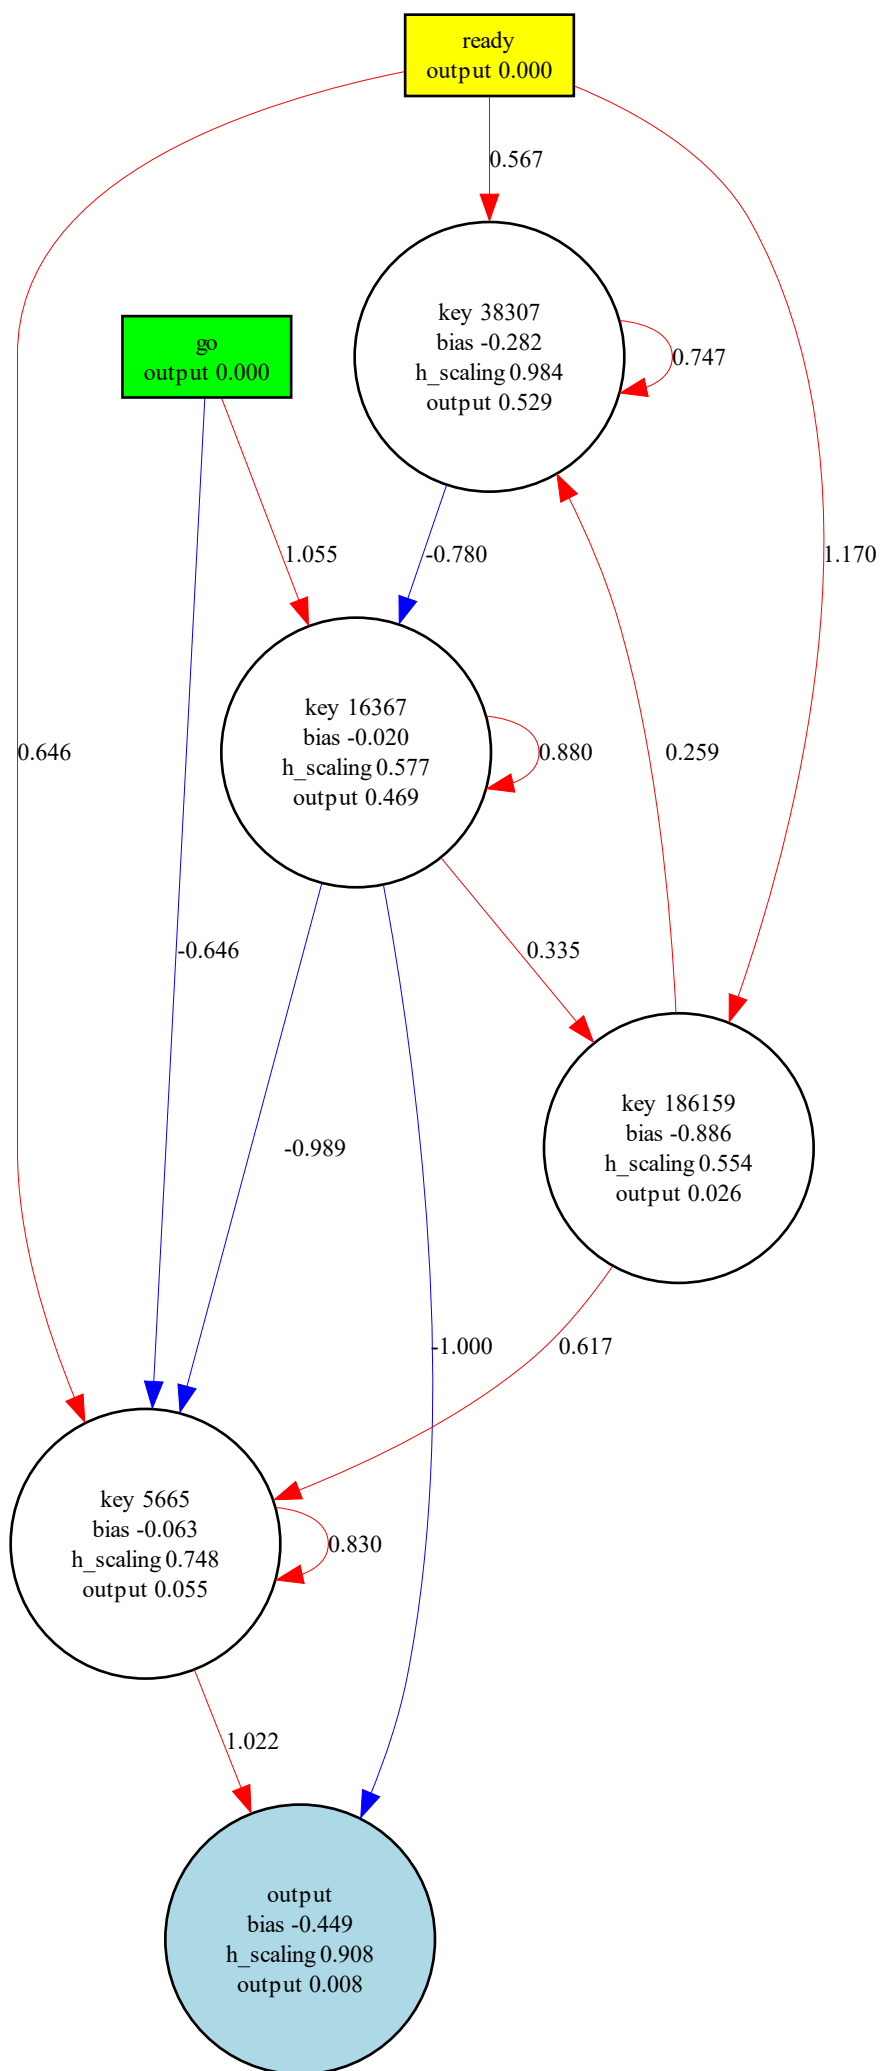 ready
output 0.000
0.567
key 38307
bias -0.282
h_scaling 0.984
output 0.529
0.747
go
output 0.000
1.055
-0.780
1.170
key 16367
bias -0.020
h_scaling 0.577
output 0.469
0.880
0.646
0.259
-0.646
0.335
key 186159
bias -0.886
h_scaling 0.554
output 0.026
-0.989
-1.000
0.617
key 5665
bias -0.063
h_scaling 0.748
output 0.055
0.830
1.022
output
bias -0.449
h_scaling 0.908
output 0.008